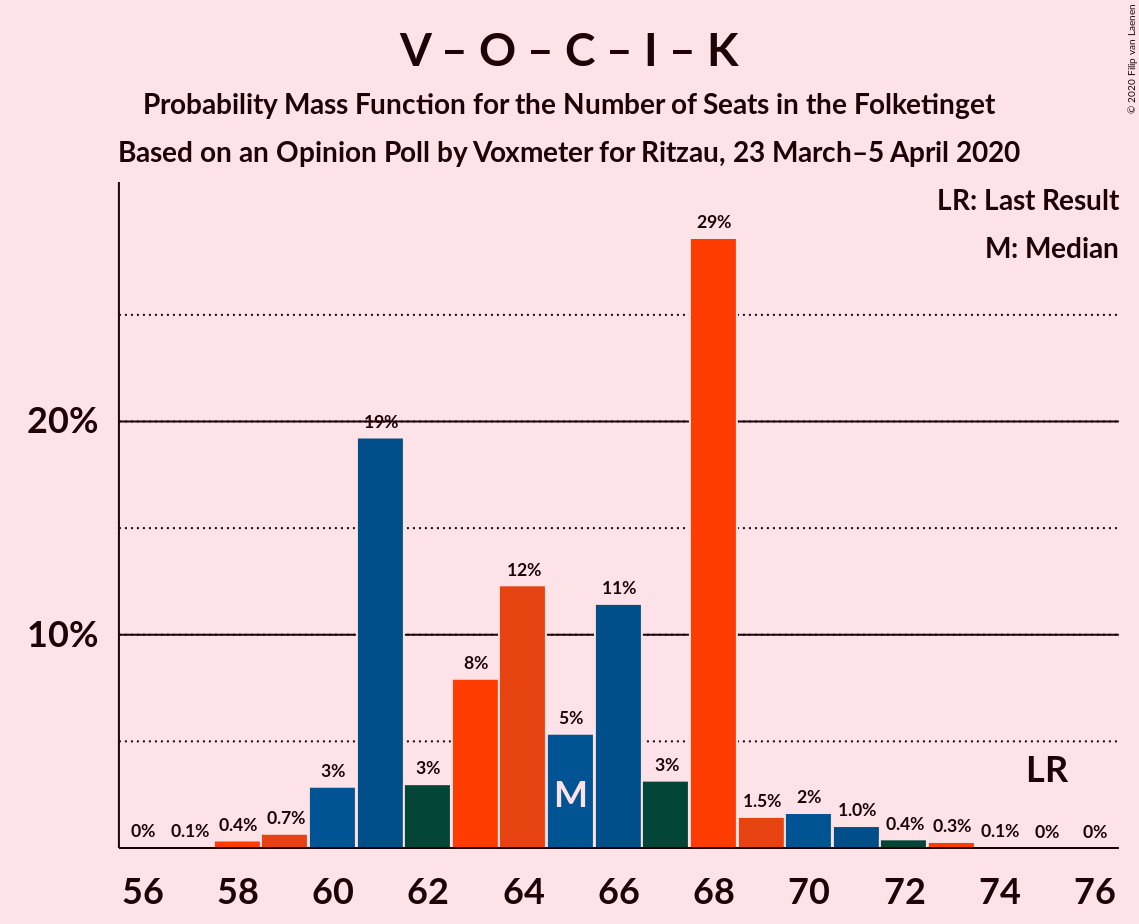 V – O – C – I – K
Probability Mass Function for the Number of Seats in the Folketinget
Based on an Opinion Poll by Voxmeter for Ritzau, 23 March–5 April 2020
© 2020 Filip van Laenen
LR: Last Result
M: Median
20%
10%
0%
0.1%
0.4%
0.7%
3%
19%
3%
8%
12%
5%
11%
3%
29%
1.5%
2%
1.0%
0.4%
0.3%
0.1%
0%
0%
M
LR
56 58 60 62 64 66 68 70 72 74 76